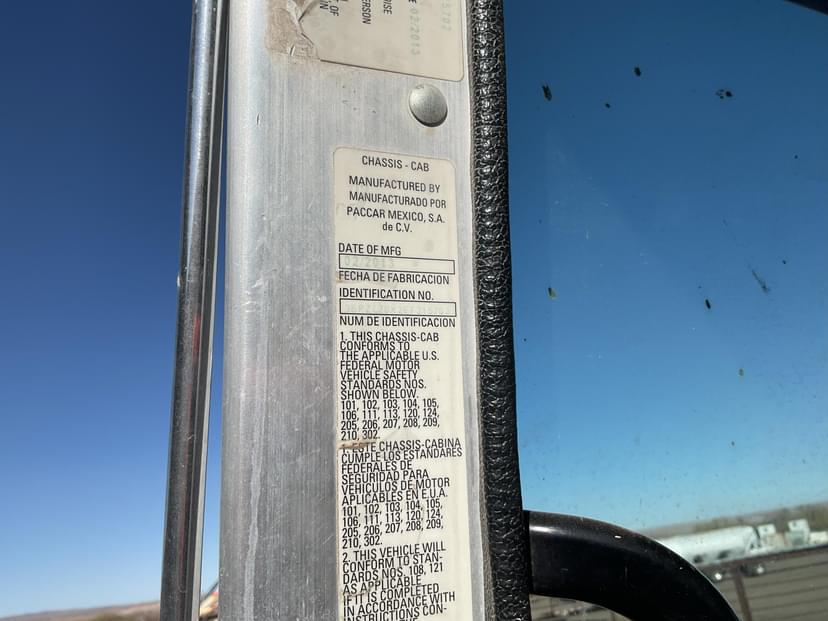 02/2013
CHASSIS - CAB
MANUFACTURED BY
MANUFACTURADO POR
PACCAR MEXICO, S.A.
de C.V.
DATE OF MFG
02/2013
FECHA DE FABRICACION
IDENTIFICATION NO.
NUM DE IDENTIFICACION
1. THIS CHASSIS-CAB
CONFORMS TO
THE APPLICABLE U.S.
FEDERAL MOTOR
VEHICLE SAFETY
STANDARDS NOS.
SHOWN BELOW.
101, 102, 103, 104, 105,
106, 111, 113, 120, 124,
205, 206, 207, 208, 209,
210, 302.
1. ESTE CHASSIS-CABINA
CUMPLE LOS ESTANDARES
FEDERALES DE
SEGURIDAD PARA
VEHICULOS DE MOTOR
APLICABLES EN E.U.A.
101, 102, 103, 104, 105,
106, 111, 113, 120, 124,
205, 206, 207, 208, 209,
210, 302.
2. THIS VEHICLE WILL
CONFORM TO STAN-
DARDS NOS. 108, 121
AS APPLICABLE
IF IT IS COMPLETED
IN ACCORDANCE WITH
INSTRUCTIONS CON-